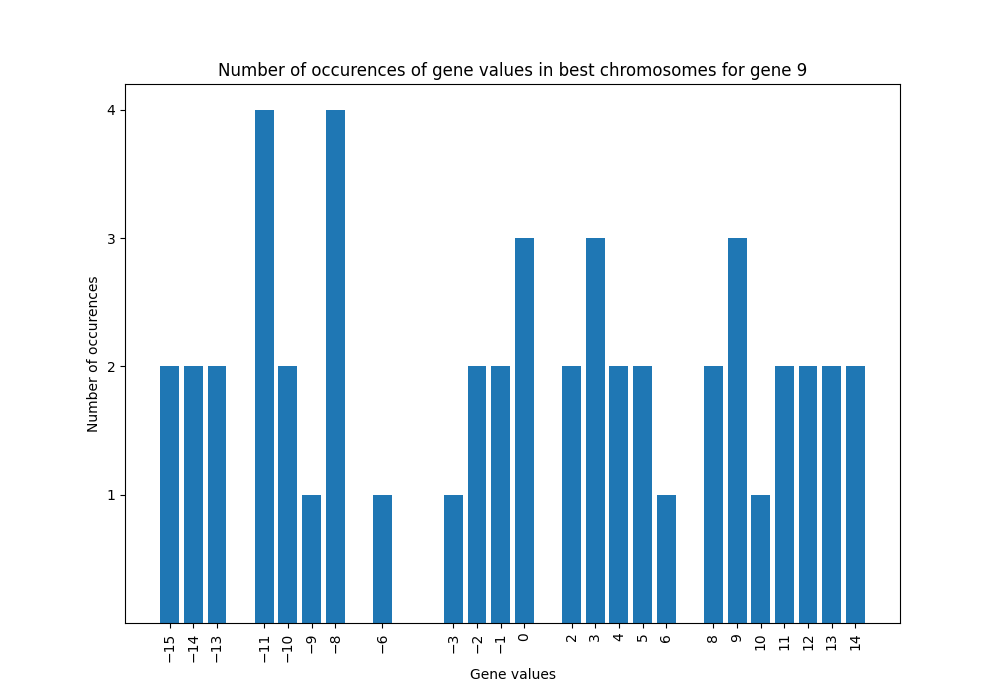 Number of occurences of gene values in best chromosomes for gene 9
Number of occurences
4
3
2
1
−15 −14 −13 −11 −10 −9 −8 −6 −3 −2 −1 0 2 3 4 5 6 8 9 10 11 12 13 14
Gene values